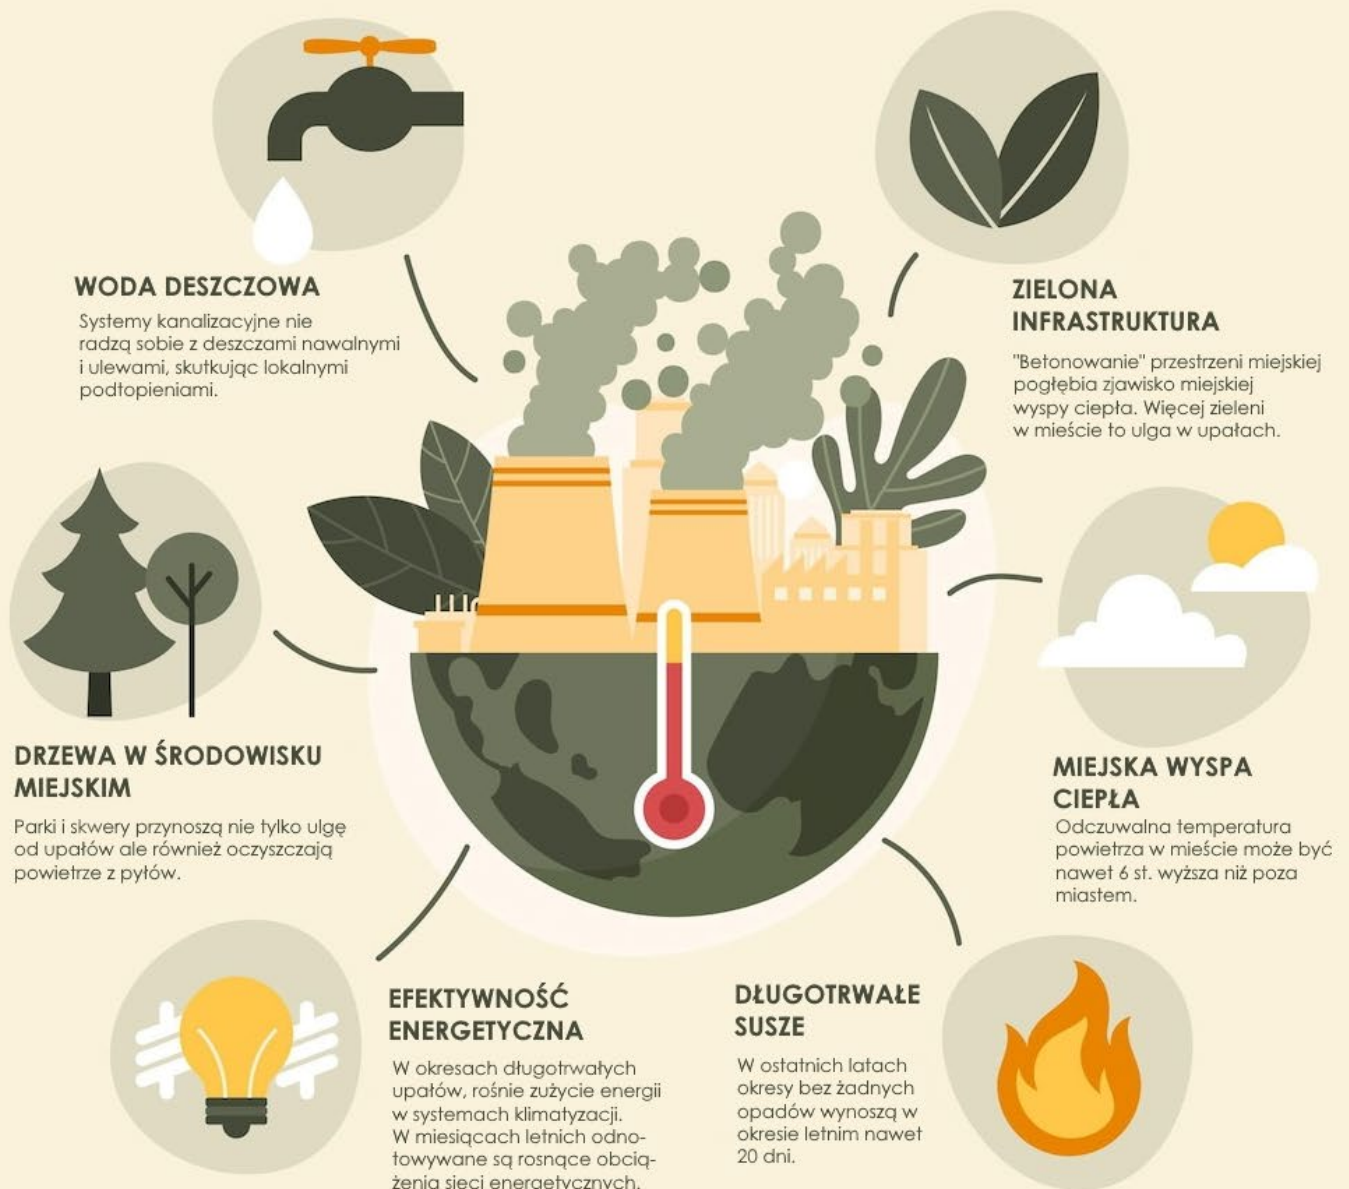 WODA DESZCZOWA
Systemy kanalizacyjne nie
radzą sobie z deszczami nawalnymi
i ulewami, skutkując lokalnymi
podtopieniami.
ZIELONA
INFRASTRUKTURA
"Betonowanie" przestrzeni miejskiej
pogłębia zjawisko miejskiej
wyspy ciepła. Więcej zieleni
w mieście to ulga w upałach.
DRZEWA W ŚRODOWISKU
MIEJSKIM
Parki i skwery przynoszą nie tylko ulgę
od upałów ale również oczyszczają
powietrze z pyłów.
MIEJSKA WYSPA
CIEPŁA
Odczuwalna temperatura
powietrza w mieście może być
nawet 6 st. wyższa niż poza
miastem.
EFEKTYWNOŚĆ
ENERGETYCZNA
W okresach długotrwałych
upałów, rośnie zużycie energii
w systemach klimatyzacji.
W miesiącach letnich odno-
towywane są rosnące obcią-
żenia sieci energetycznych.
DŁUGOTRWAŁE
SUSZE
W ostatnich latach
okresy bez żadnych
opadów wynoszą w
okresie letnim nawet
20 dni.